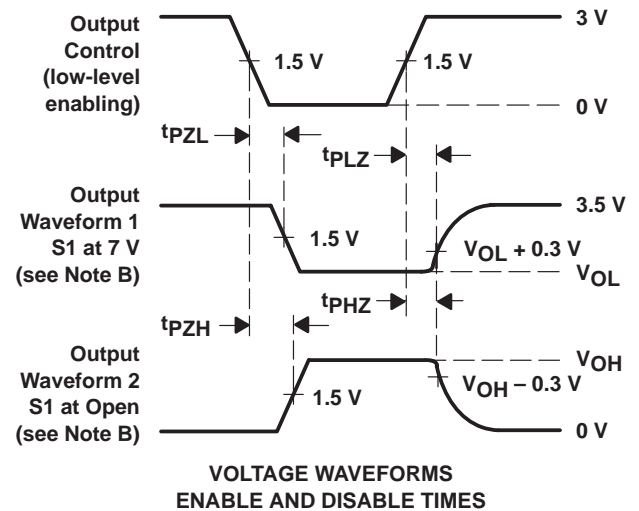 Output
Control
(low-level
enabling)
3 V
1.5 V
1.5 V
0 V
tPZL
tPLZ
Output
Waveform 1
S1 at 7 V
(see Note B)
3.5 V
1.5 V
VOL + 0.3 V
VOL
tPHZ
tPZH
Output
Waveform 2
S1 at Open
(see Note B)
VOH
1.5 V
VOH – 0.3 V
0 V
VOLTAGE WAVEFORMS
ENABLE AND DISABLE TIMES